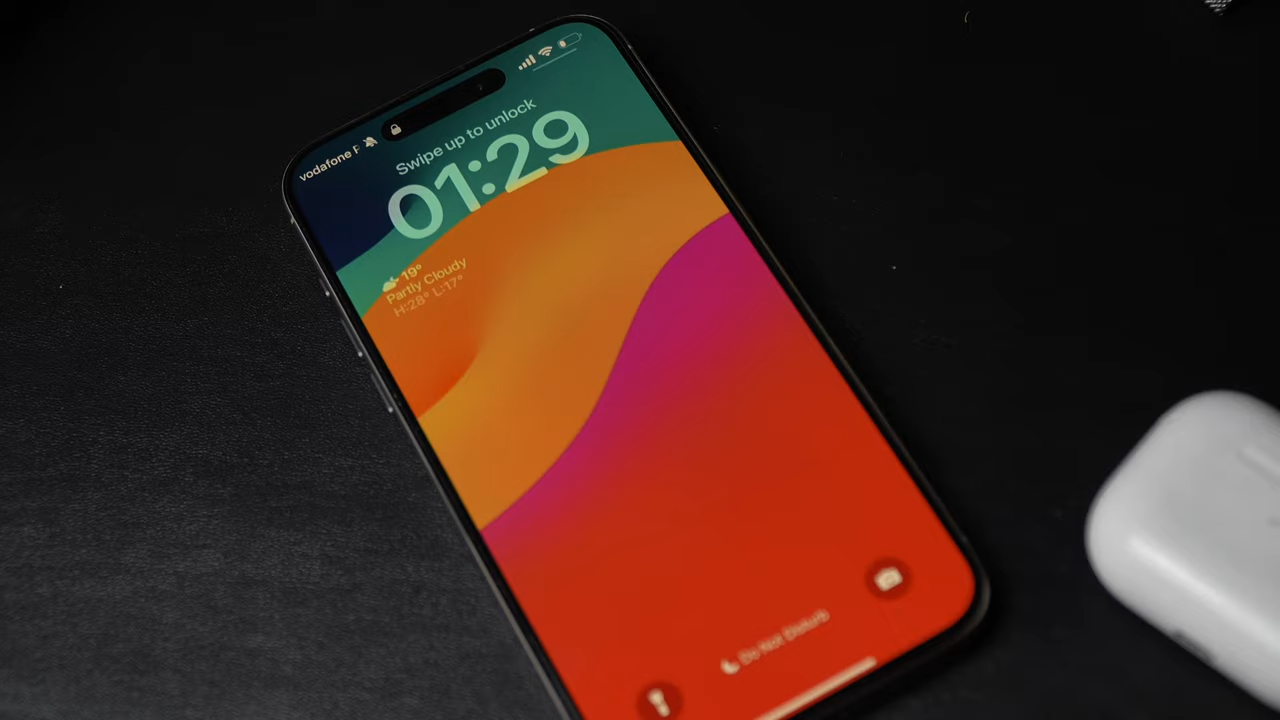 vodafone P
Swipe up to unlock
01:29
19°
Partly Cloudy
H:28° L:17°
Do Not Disturb